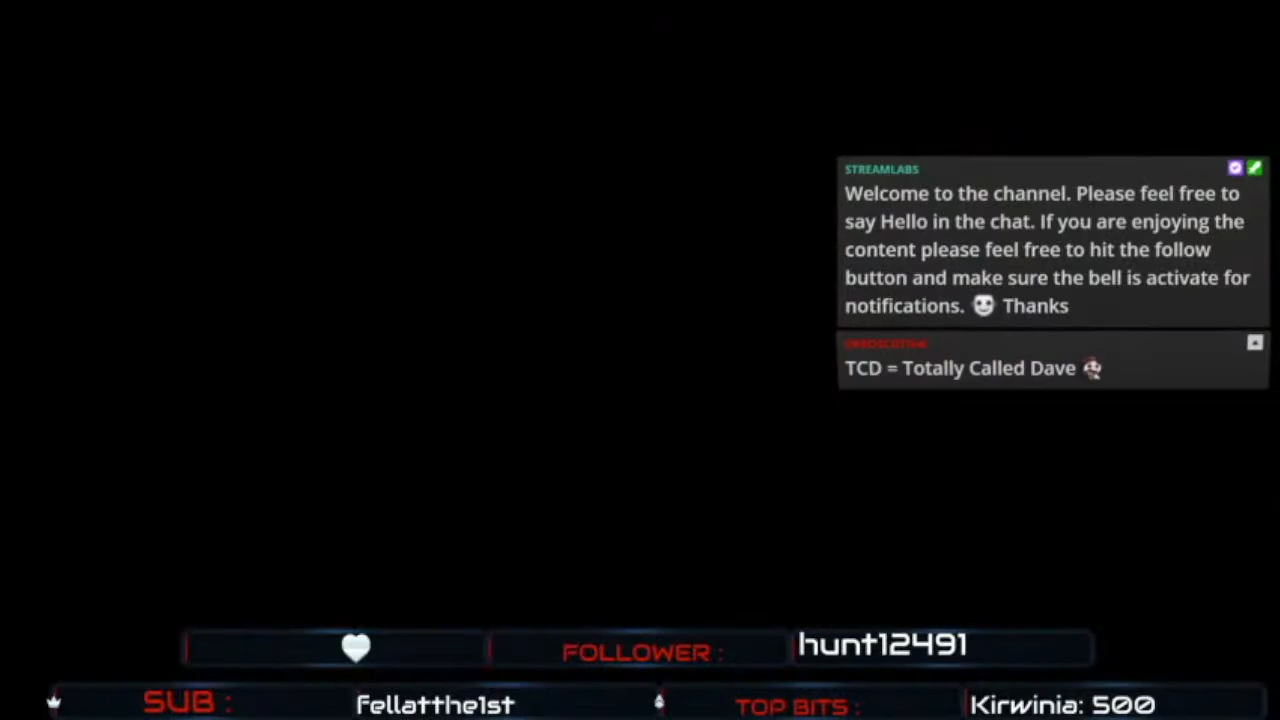 STREAMLABS
Welcome to the channel. Please feel free to
say Hello in the chat. If you are enjoying the
content please feel free to hit the follow
button and make sure the bell is activate for
notifications. Thanks
TCD = Totally Called Dave
FOLLOWER :
hunt12491
SUB :
fellatthe1st
TOP BITS :
Kirwinia: 500